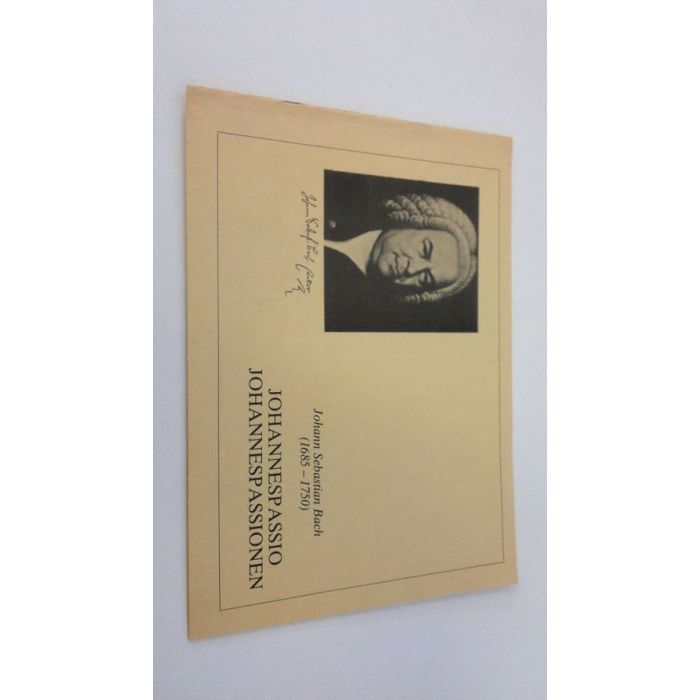 Johann Sebastian Bach
(1685 – 1750)
JOHANNESPASSIO
JOHANNESPASSIONEN